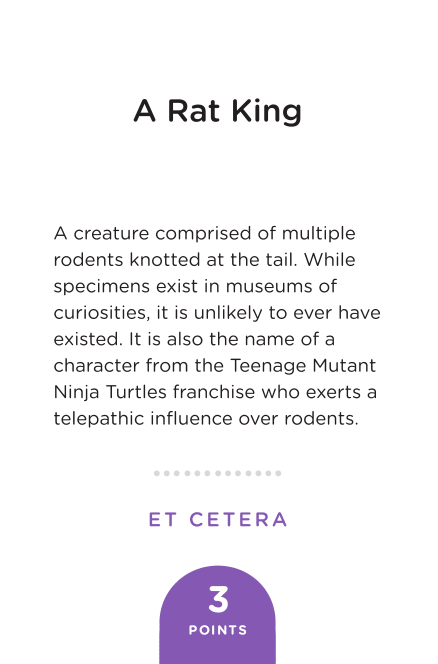 A Rat King
A creature comprised of multiple
rodents knotted at the tail. While
specimens exist in museums of
curiosities, it is unlikely to ever have
existed. It is also the name of a
character from the Teenage Mutant
Ninja Turtles franchise who exerts a
telepathic influence over rodents.
ET CETERA
3
POINTS